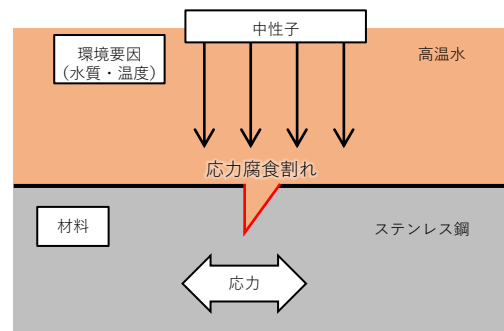 中性子
環境要因
（水質・温度）
高温水
応力腐食割れ
材料
ステンレス鋼
応力